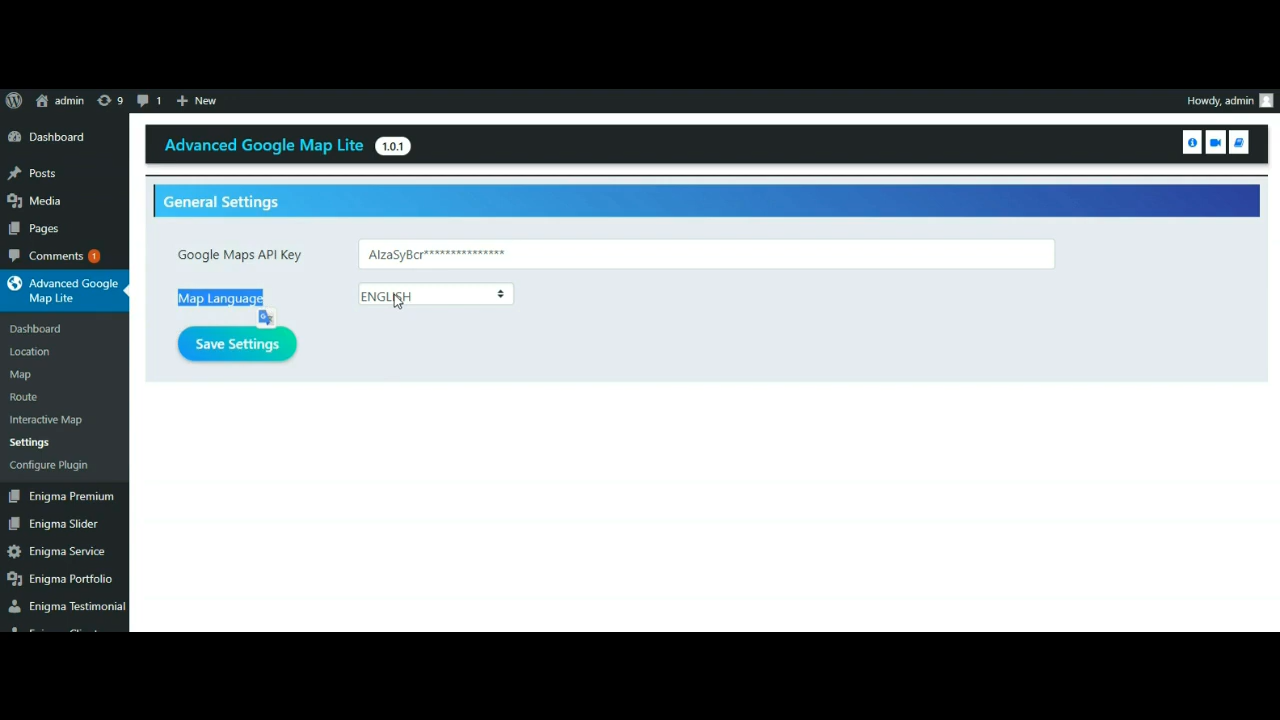 admin 9 1 New Howdy, admin
Dashboard
Posts
Media
Pages
Comments 1
Advanced Google
Map Lite
Dashboard
Location
Map
Route
Interactive Map
Settings
Configure Plugin
Enigma Premium
Enigma Slider
Enigma Service
Enigma Portfolio
Enigma Testimonial
Advanced Google Map Lite 1.0.1
General Settings
Google Maps API Key AIzaSyBcr***************
Map Language ENGLISH
Save Settings